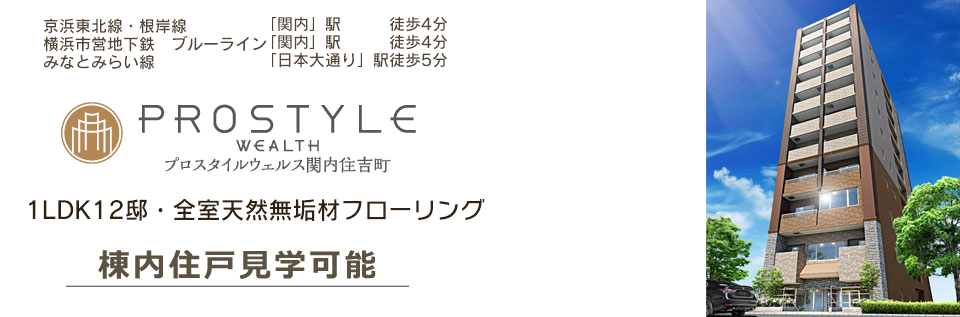 京浜東北線・根岸線 「関内」駅 徒歩4分
横浜市営地下鉄 ブルーライン「関内」駅 徒歩4分
みなとみらい線 「日本大通り」駅徒歩5分
PROSTYLE
WEALTH
プロスタイルウェルス関内住吉町
1LDK12邸・全室天然無垢材フローリング
棟内住戸見学可能